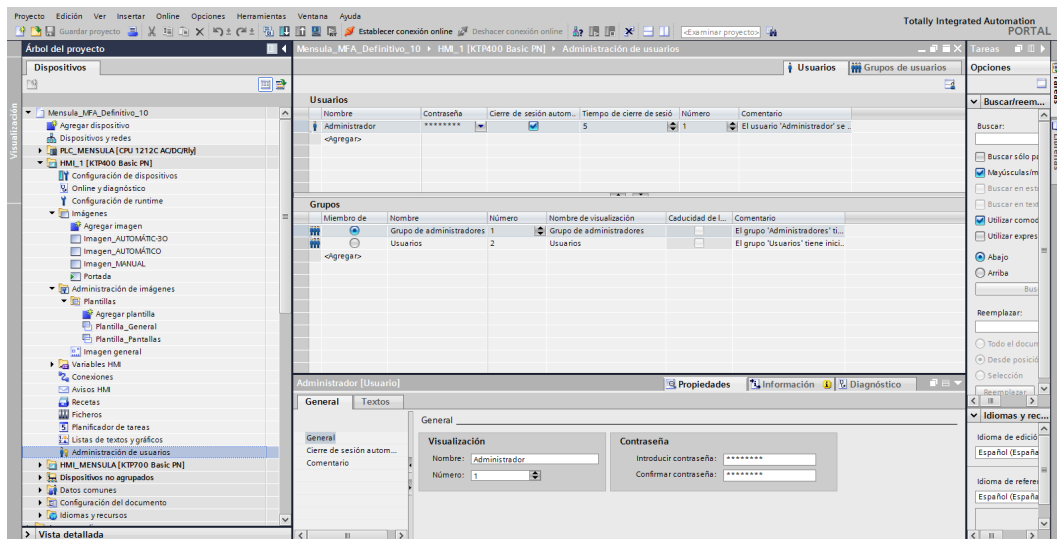 Proyecto Edición Ver Insertar Online Opciones Herramientas Ventana Ayuda
Guardar proyecto Establecer conexión online Deshacer conexión online <Examinar proyecto>
Totally Integrated Automation
PORTAL
Árbol del proyecto
Mensula_MFA_Definitivo_10 HMI_1 [KTP400 Basic PN] Administración de usuarios
Tareas
Dispositivos
Usuarios Grupos de usuarios
Opciones
Visualización
Tareas
Librerías
Mensula_MFA_Definitivo_10
Agregar dispositivo
Dispositivos y redes
PLC_MENSULA [CPU 1212C AC/DC/Rly]
HMI_1 [KTP400 Basic PN]
Configuración de dispositivos
Online y diagnóstico
Configuración de runtime
Imágenes
Agregar imagen
Imagen_AUTOMÁTIC-3O
Imagen_AUTOMÁTICO
Imagen_MANUAL
Portada
Administración de imágenes
Plantillas
Agregar plantilla
Plantilla_General
Plantilla_Pantallas
Imagen general
Variables HMI
Conexiones
Avisos HMI
Recetas
Ficheros
Planificador de tareas
Listas de textos y gráficos
Administración de usuarios
HMI_MENSULA [KTP700 Basic PN]
Dispositivos no agrupados
Datos comunes
Configuración del documento
Idiomas y recursos
Vista detallada
Usuarios
Nombre Contraseña Cierre de sesión autom.. Tiempo de cierre de sesió Número Comentario
Administrador ******** 5 1 El usuario 'Administrador' se ..
<Agregar>
Grupos
Miembro de Nombre Número Nombre de visualización Caducidad de l... Comentario
Grupo de administradores 1 Grupo de administradores El grupo 'Administradores' ti...
Usuarios 2 Usuarios El grupo 'Usuarios' tiene inici..
<Agregar>
Administrador [Usuario]
Propiedades Información Diagnóstico
General Textos
General
Cierre de sesión autom...
Comentario
General
Visualización
Nombre: Administrador
Número: 1
Contraseña
Introducir contraseña: ********
Confirmar contraseña: ********
Buscar/reem...
Buscar:
Buscar sólo pa
Mayúsculas/m
Buscar en est
Buscar en text
Utilizar comod
Utilizar expres
Abajo
Arriba
Bus
Reemplazar:
Todo el docum
Desde posició
Selección
Reemplazar
Idiomas y rec...
Idioma de edició
Español (España
Idioma de referen
Español (España